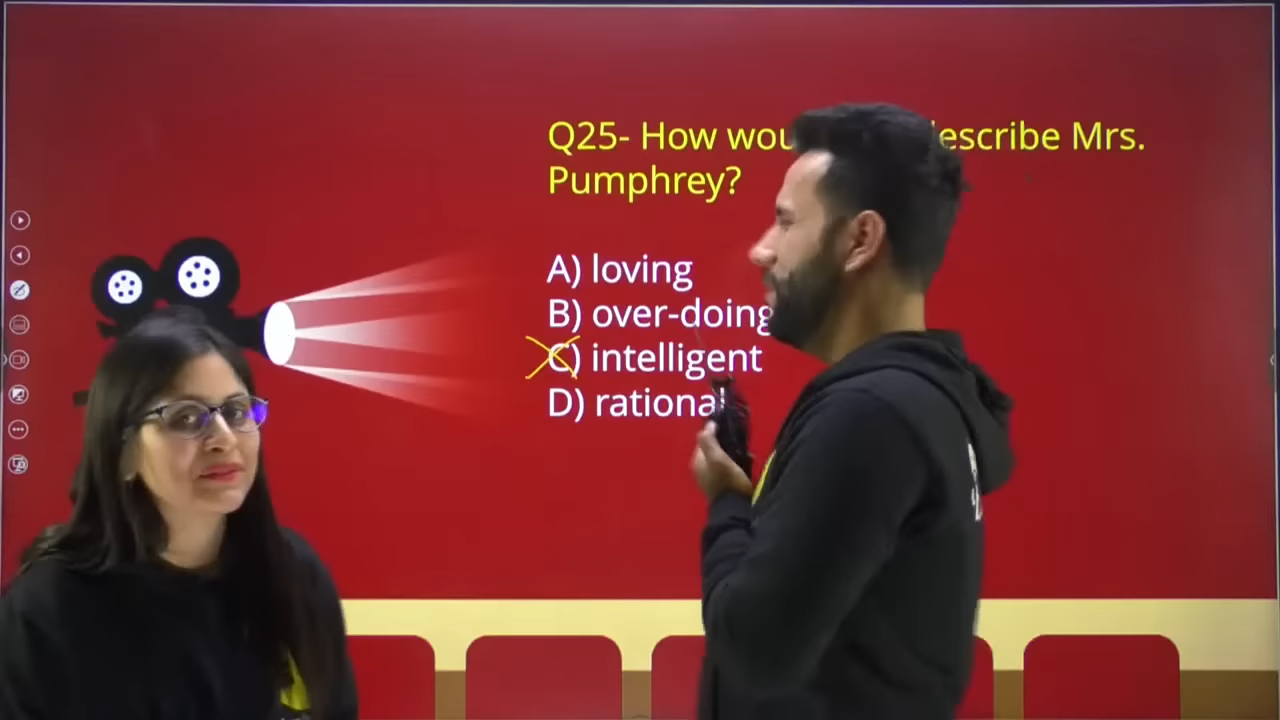 Q25- How wou escribe Mrs.
Pumphrey?
A) loving
B) over-doing
C) intelligent
D) rational